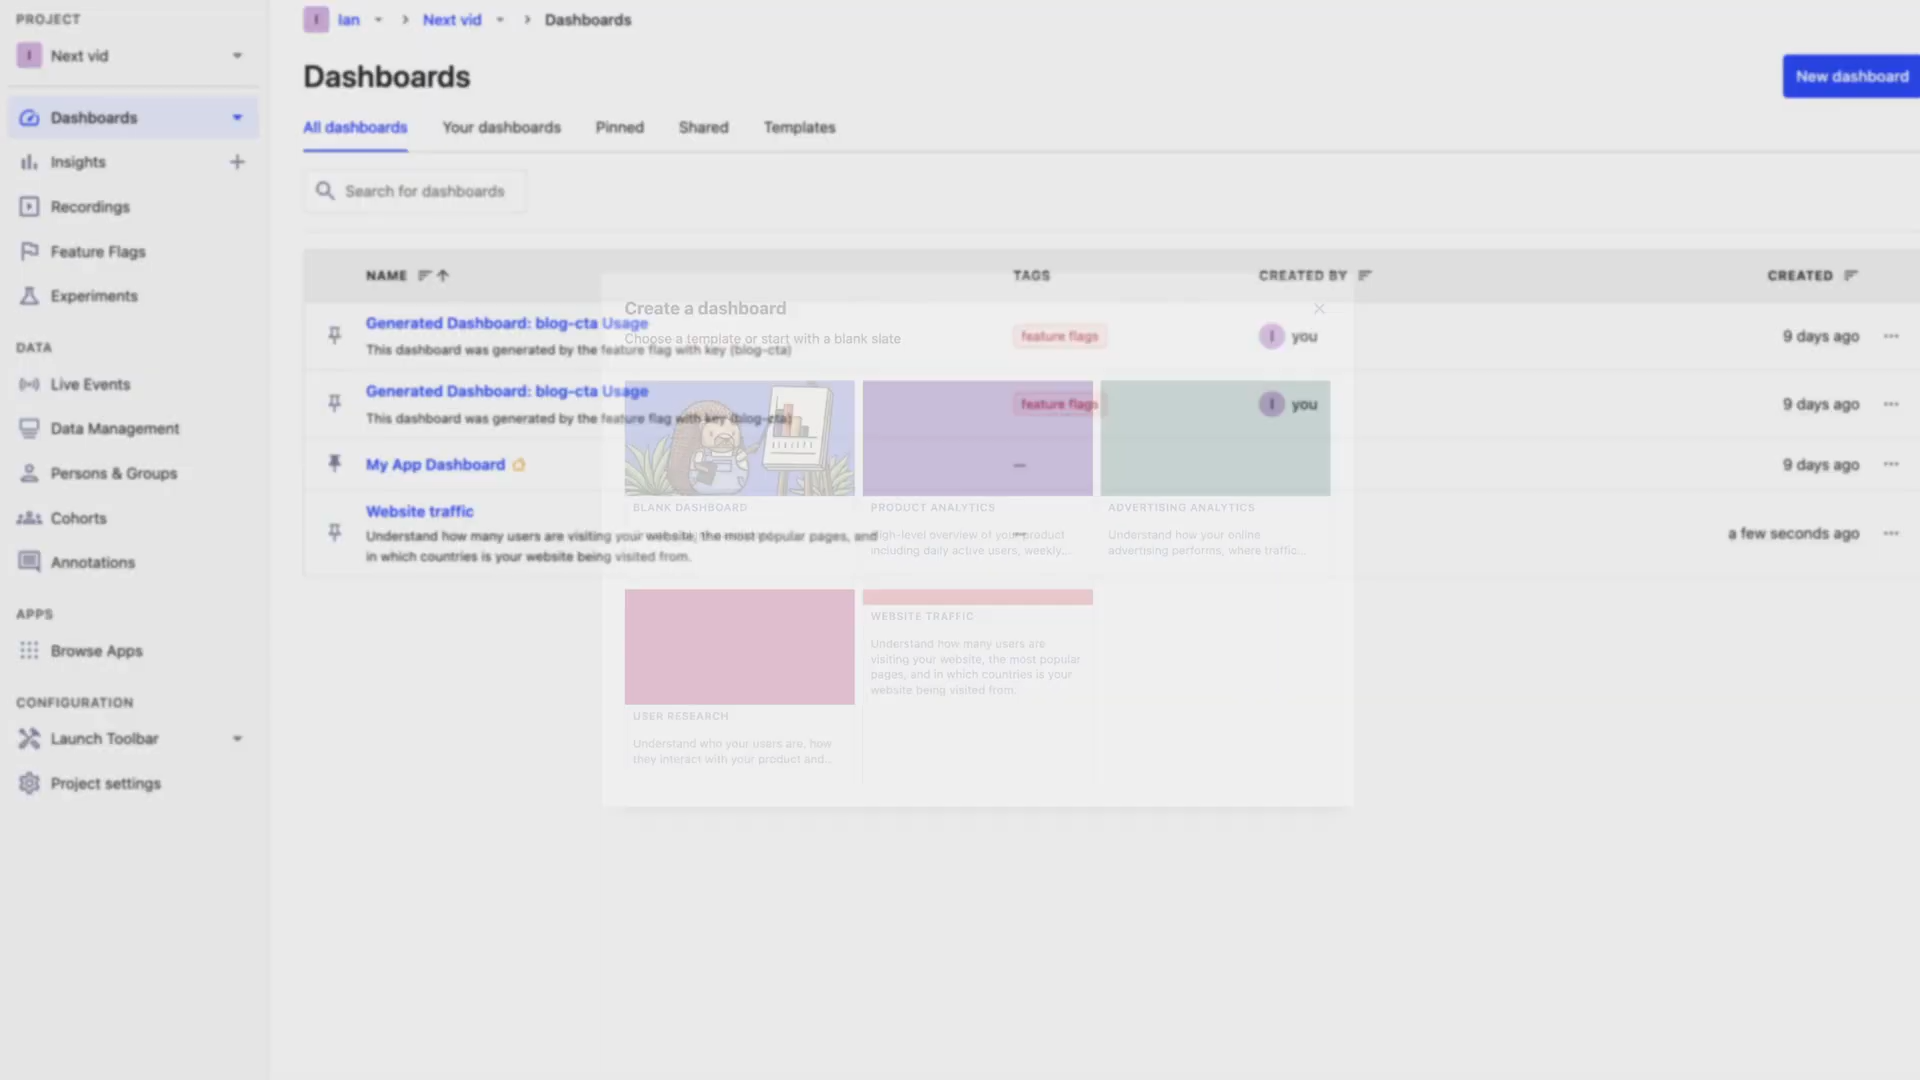 PROJECT
I Next vid
Dashboards
Insights
Recordings
Feature Flags
Experiments
DATA
Live Events
Data Management
Persons & Groups
Cohorts
Annotations
APPS
Browse Apps
CONFIGURATION
Launch Toolbar
Project settings
I Ian > Next vid > Dashboards
Dashboards
New dashboard
All dashboards Your dashboards Pinned Shared Templates
Search for dashboards
NAME TAGS CREATED BY CREATED
Generated Dashboard: blog-cta Usage
This dashboard was generated by the feature flag with key (blog-cta)
feature flags
I you
9 days ago
Generated Dashboard: blog-cta Usage
This dashboard was generated by the feature flag with key (blog-cta)
feature flags
I you
9 days ago
My App Dashboard
—
9 days ago
Website traffic
Understand how many users are visiting your website, the most popular pages, and
in which countries is your website being visited from.
—
a few seconds ago
Create a dashboard
Choose a template or start with a blank slate
BLANK DASHBOARD
PRODUCT ANALYTICS
High-level overview of your product
including daily active users, weekly...
ADVERTISING ANALYTICS
Understand how your online
advertising performs, where traffic...
USER RESEARCH
Understand who your users are, how
they interact with your product and...
WEBSITE TRAFFIC
Understand how many users are
visiting your website, the most popular
pages, and in which countries is your
website being visited from.